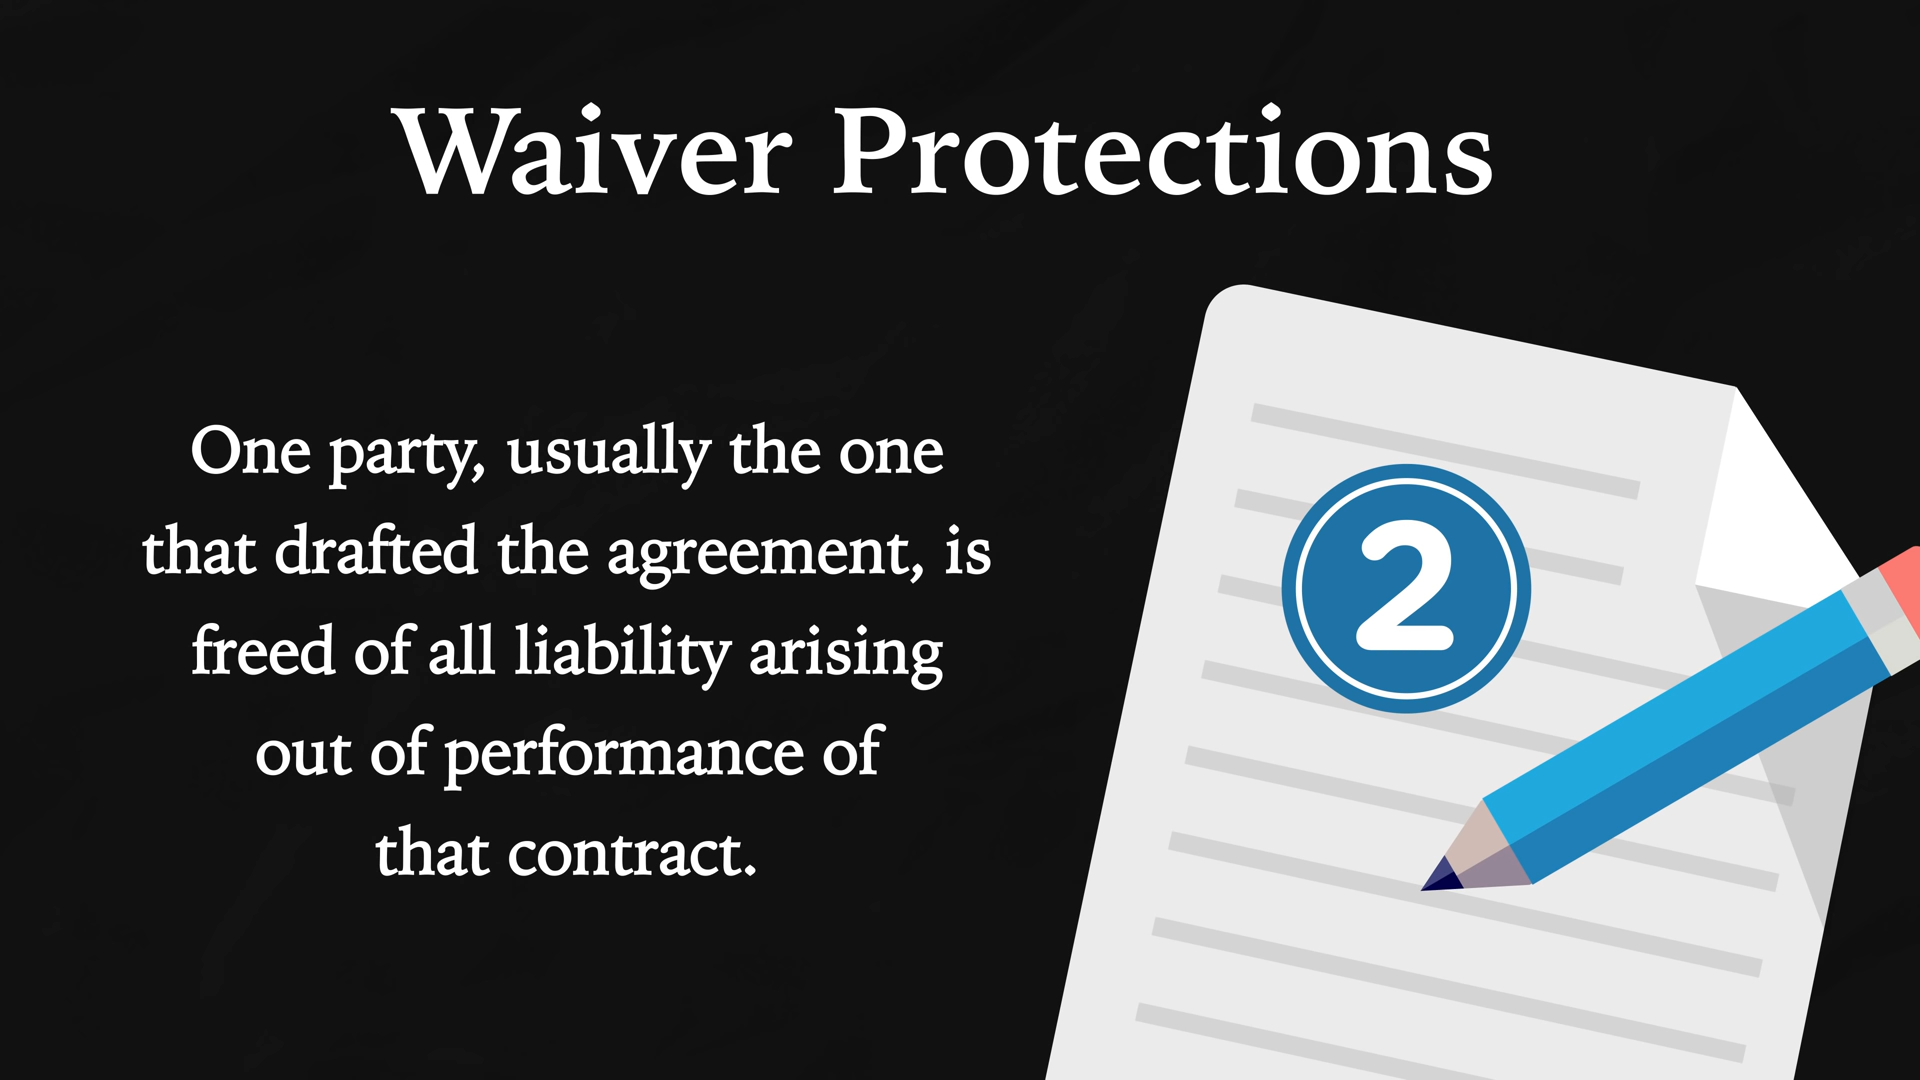 Waiver Protections
One party, usually the one
that drafted the agreement, is
freed of all liability arising
out of performance of
that contract.
2